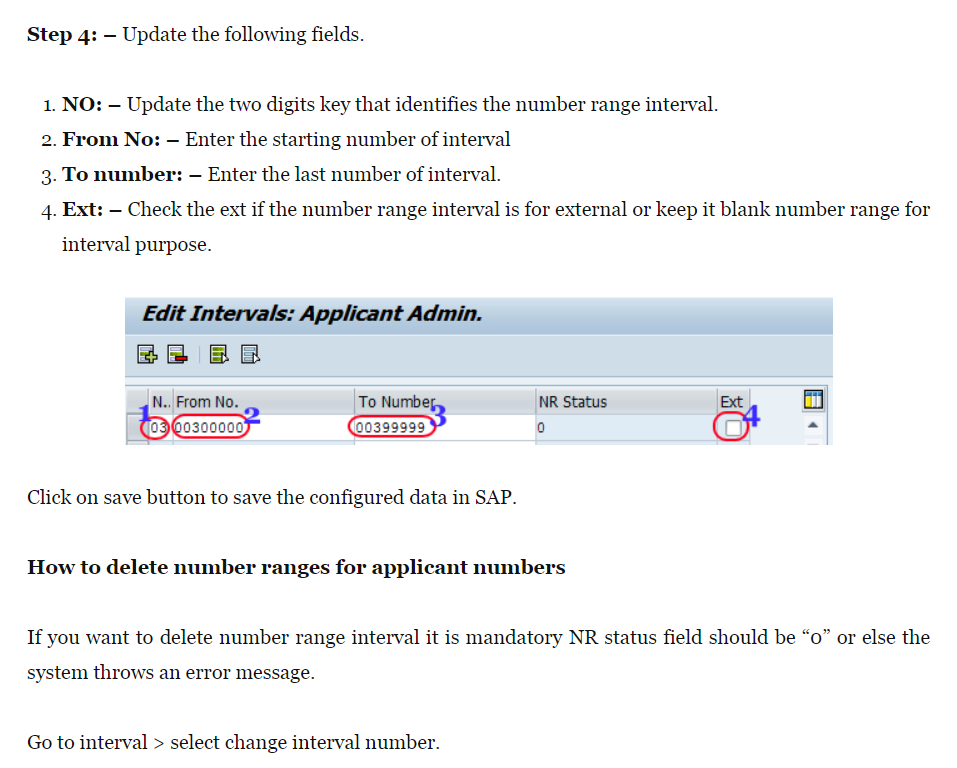 Step 4: – Update the following fields.
1. NO: – Update the two digits key that identifies the number range interval.
2. From No: – Enter the starting number of interval
3. To number: – Enter the last number of interval.
4. Ext: – Check the ext if the number range interval is for external or keep it blank number range for
interval purpose.
Edit Intervals: Applicant Admin.
N.. From No. To Number NR Status Ext
1 03 00300000 2 00399999 3 0 4
Click on save button to save the configured data in SAP.
How to delete number ranges for applicant numbers
If you want to delete number range interval it is mandatory NR status field should be “0” or else the
system throws an error message.
Go to interval > select change interval number.